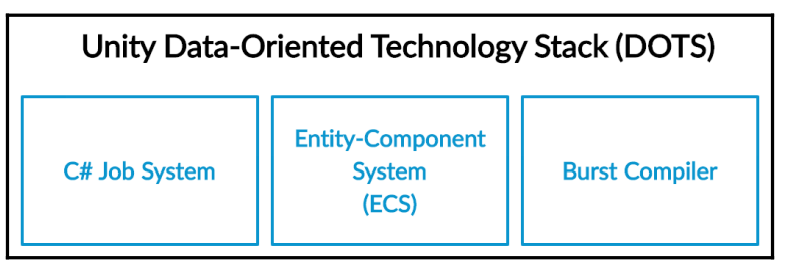 Unity Data-Oriented Technology Stack (DOTS)
C# Job System
Entity-Component
System
(ECS)
Burst Compiler